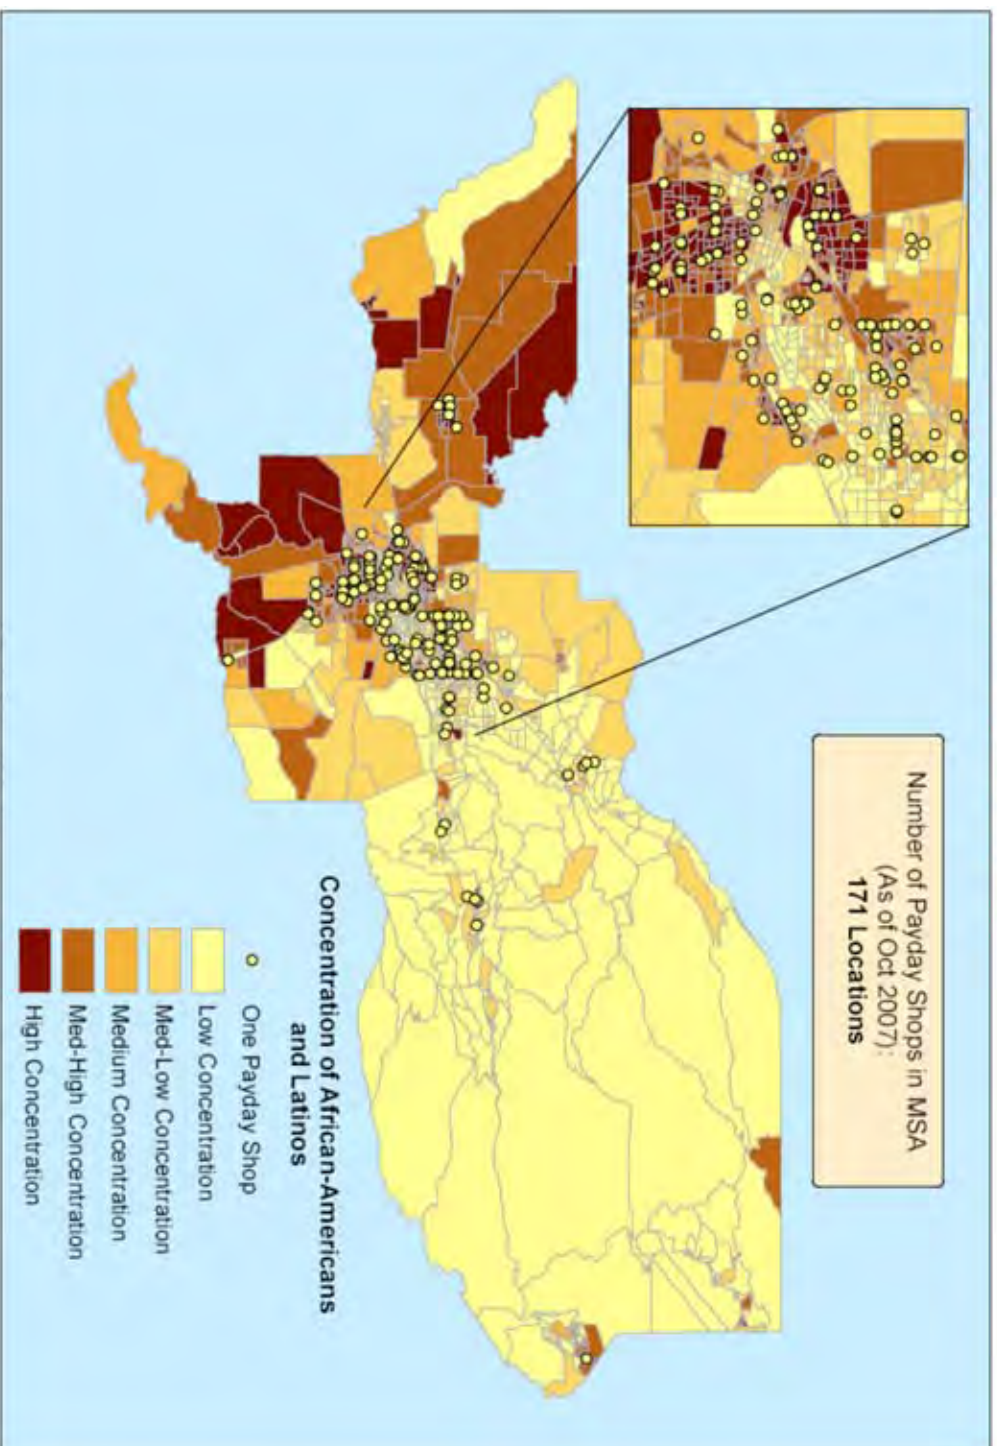 Number of Payday Shops in MSA
(As of Oct 2007):
171 Locations
Concentration of African-Americans
and Latinos
One Payday Shop
Low Concentration
Med-Low Concentration
Medium Concentration
Med-High Concentration
High Concentration